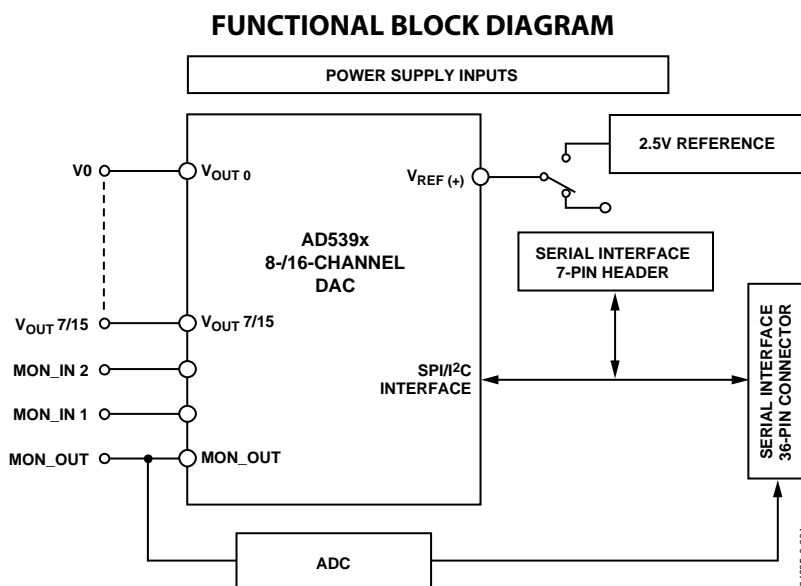 FUNCTIONAL BLOCK DIAGRAM
POWER SUPPLY INPUTS
2.5V REFERENCE
V0
VOUT 0
VREF (+)
AD539x
8-/16-CHANNEL
DAC
SERIAL INTERFACE
7-PIN HEADER
VOUT 7/15
VOUT 7/15
MON_IN 2
SPI/I2C
INTERFACE
MON_IN 1
MON_OUT
MON_OUT
SERIAL INTERFACE
36-PIN CONNECTOR
ADC